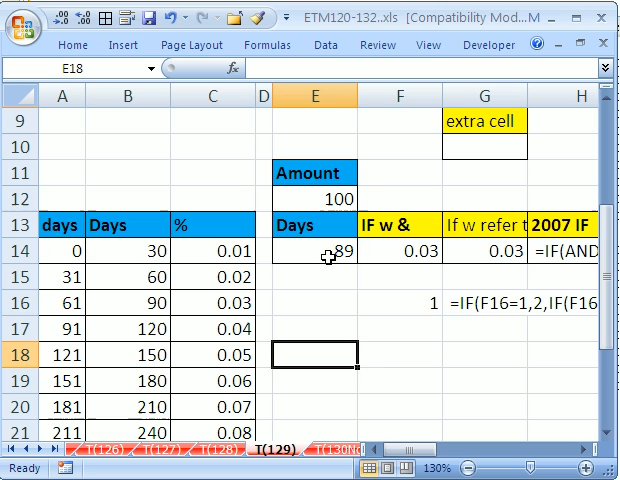 ETM120-132..xls [Compatibility Mod...M
Home Insert Page Layout Formulas Data Review View Developer
E18 fx
A B C D E F G H
9 extra cell
10
11 Amount
12 100
13 days Days % Days IF w & If w refer t 2007 IF
14 0 30 0.01 89 0.03 0.03 =IF(AND
15 31 60 0.02
16 61 90 0.03 1 =IF(F16=1,2,IF(F16
17 91 120 0.04
18 121 150 0.05
19 151 180 0.06
20 181 210 0.07
21 211 240 0.08
T(126) T(127) T(128) T(129) T(130N
Ready 130%